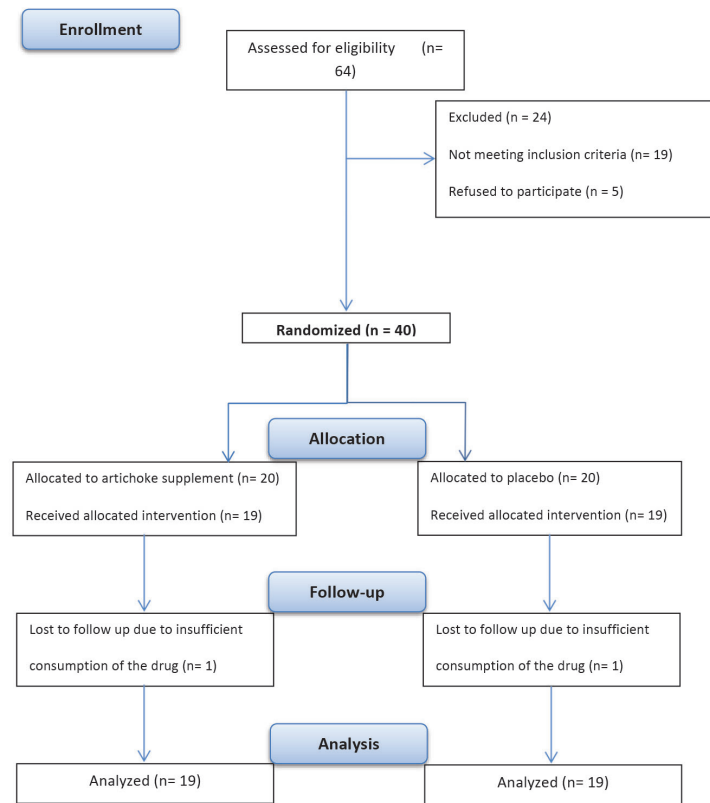 Enrollment
Assessed for eligibility (n=
64)
Excluded (n = 24)
Not meeting inclusion criteria (n= 19)
Refused to participate (n = 5)
Randomized (n = 40)
Allocation
Allocated to artichoke supplement (n= 20)
Received allocated intervention (n= 19)
Allocated to placebo (n= 20)
Received allocated intervention (n= 19)
Follow-up
Lost to follow up due to insufficient
consumption of the drug (n= 1)
Lost to follow up due to insufficient
consumption of the drug (n= 1)
Analysis
Analyzed (n= 19)
Analyzed (n= 19)